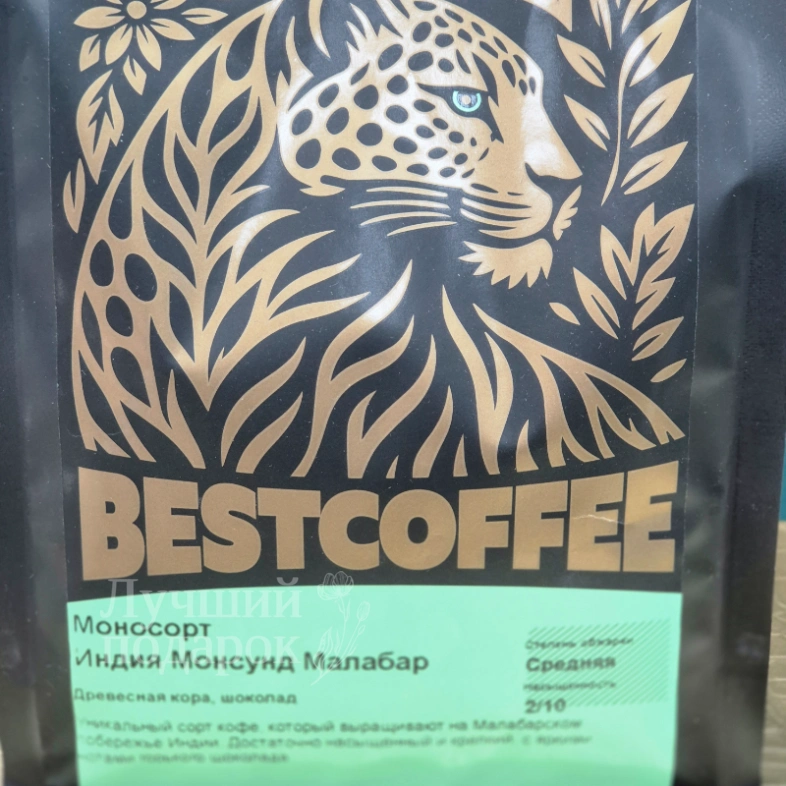 BESTCOFFEE
Лучший
подарок
Моносорт
Индия Монсунд Малабар
Древесная кора, шоколад
Степень обжарки
Средняя
Насыщенность
2/10
Уникальный сорт кофе, который выращивают на Малабарском
побережье Индии. Достаточно насыщенный и крепкий, с яркими
нотами горького шоколада.